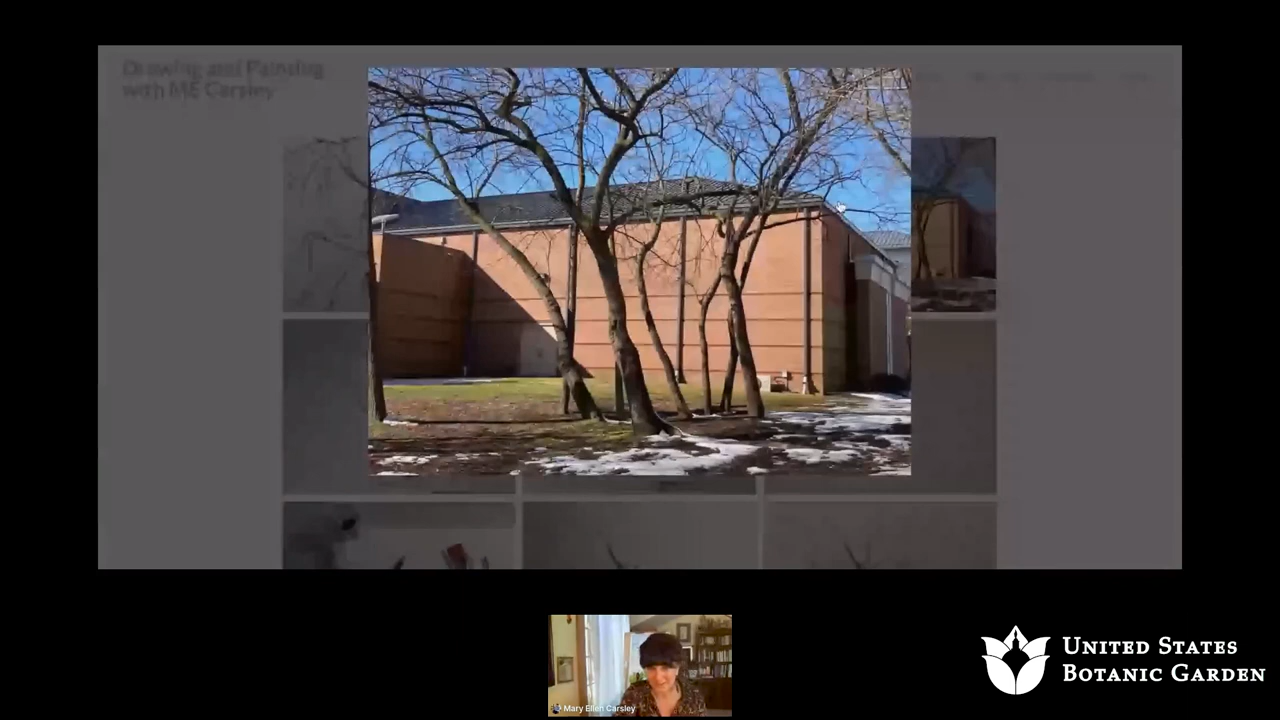 Drawing and Painting
with ME Carsley
Mary Ellen Carsley
UNITED STATES
BOTANIC GARDEN